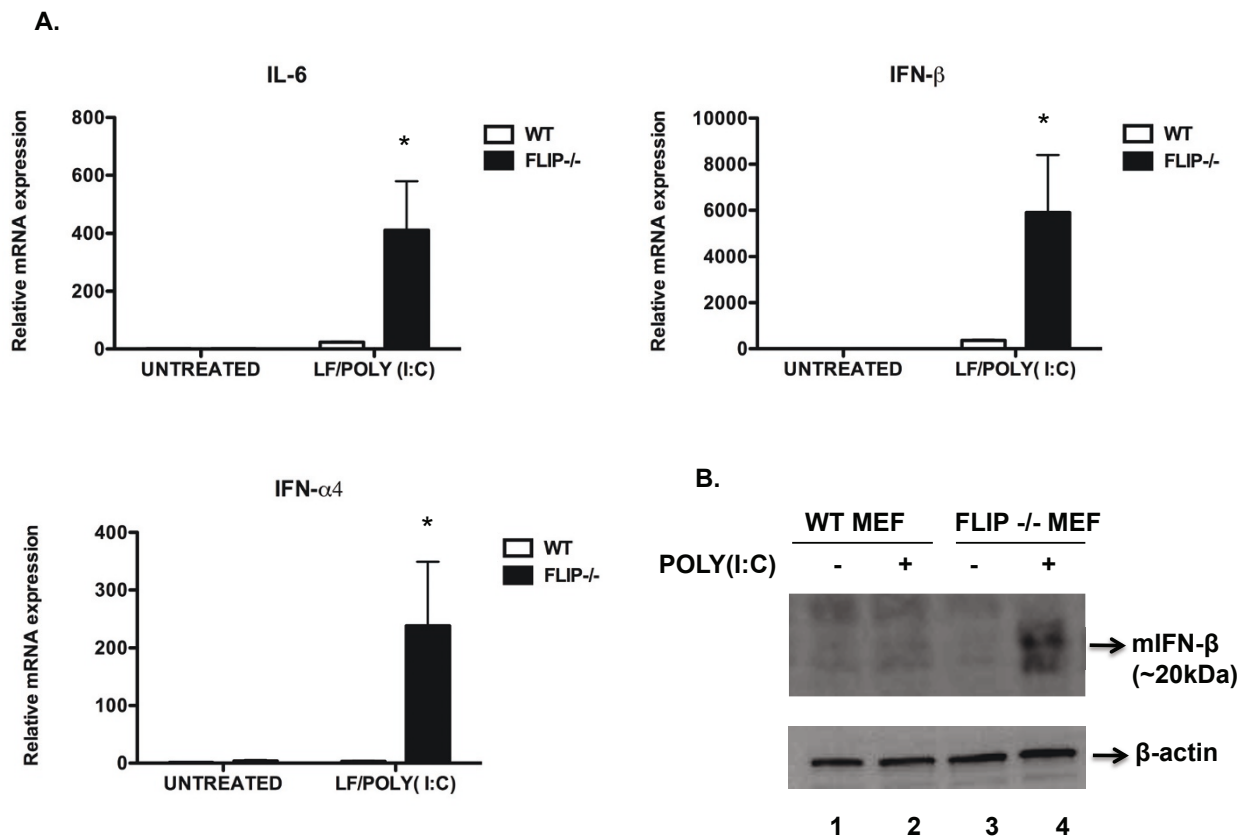 A.
IL-6
Relative mRNA expression
800
600
400
200
0
*
WT
FLIP-/-
UNTREATED
LF/POLY (I:C)
IFN-β
Relative mRNA expression
10000
8000
6000
4000
2000
0
*
WT
FLIP-/-
UNTREATED
LF/POLY( I:C)
IFN-α4
Relative mRNA expression
400
300
200
100
0
*
WT
FLIP-/-
UNTREATED
LF/POLY( I:C)
B.
WT MEF FLIP -/- MEF
POLY(I:C) - + - +
mIFN-β
(~20kDa)
β-actin
1 2 3 4